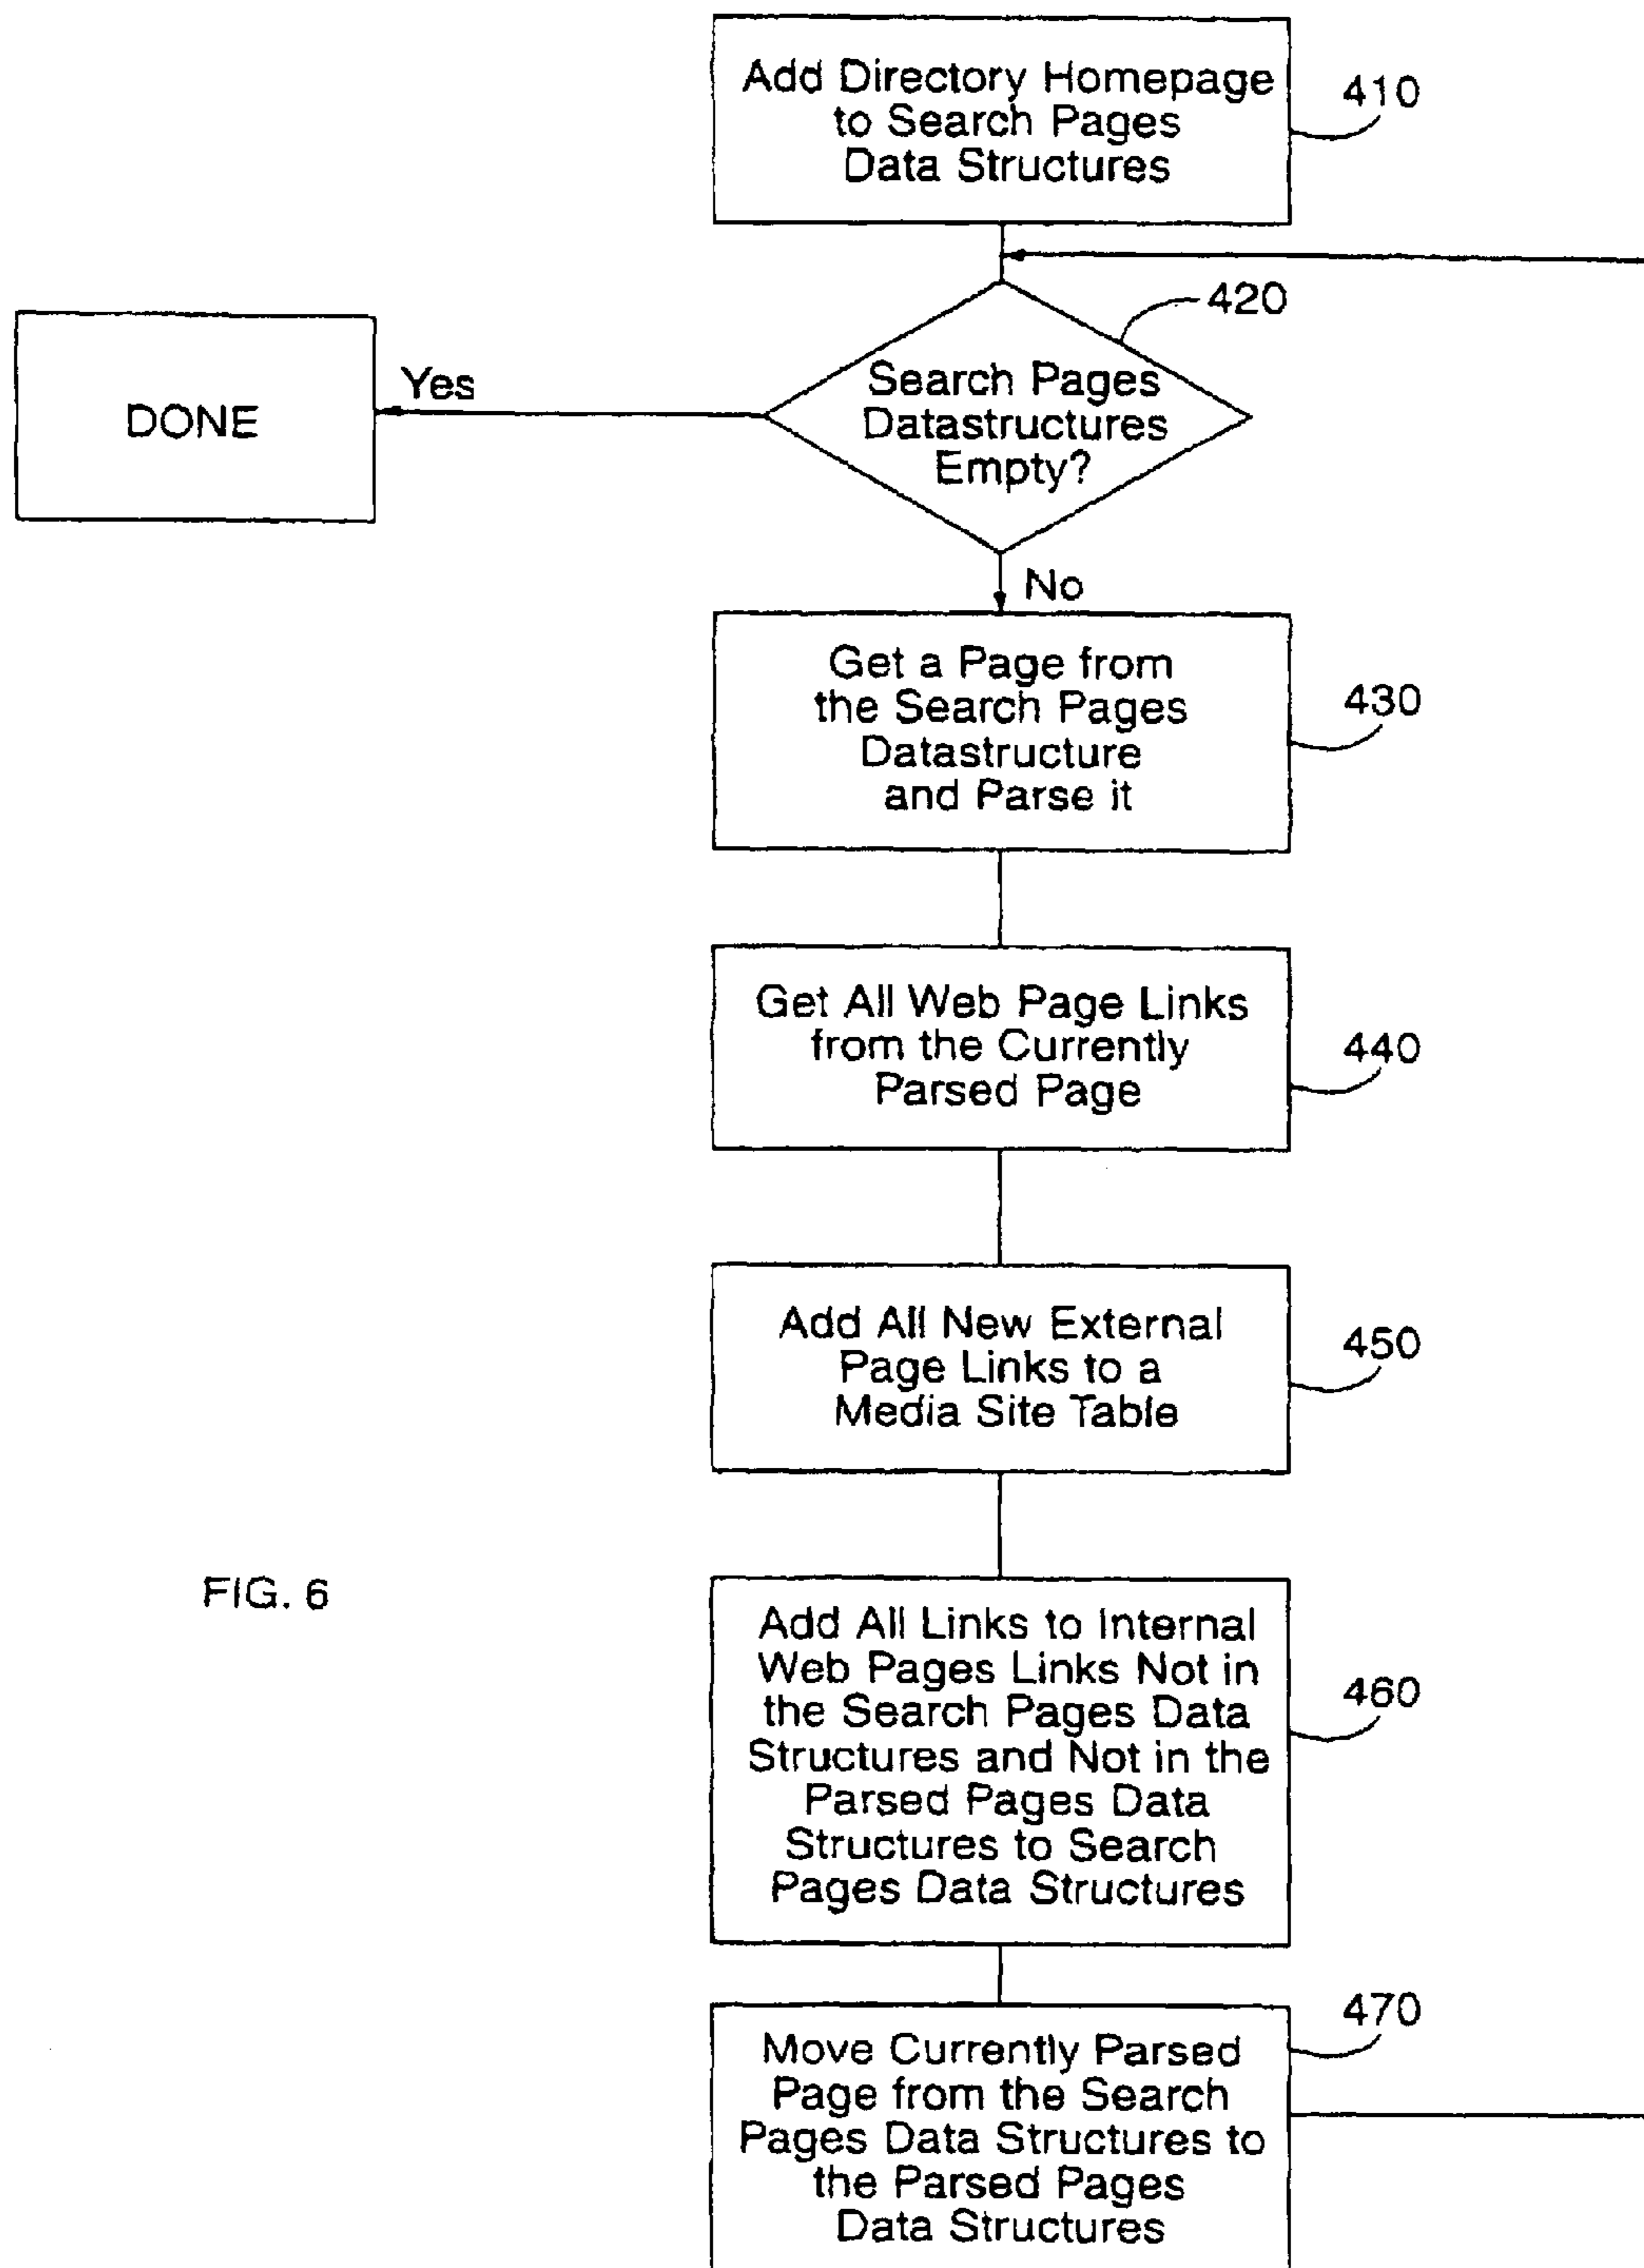 Add Directory Homepage
to Search Pages
Data Structures
410
420
Search Pages
Datastructures
Empty?
Yes
DONE
No
Get a Page from
the Search Pages
Datastructure
and Parse it
430
Get All Web Page Links
from the Currently
Parsed Page
440
Add All New External
Page Links to a
Media Site Table
450
FIG. 6
Add All Links to Internal
Web Pages Links Not in
the Search Pages Data
Structures and Not in the
Parsed Pages Data
Structures to Search
Pages Data Structures
460
Move Currently Parsed
Page from the Search
Pages Data Structures to
the Parsed Pages
Data Structures
470